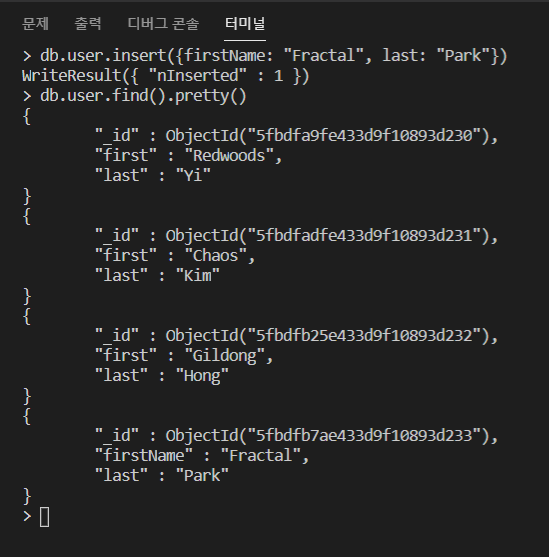 문제 출력 디버그 콘솔 터미널
> db.user.insert({firstName: "Fractal", last: "Park"})
WriteResult({ "nInserted" : 1 })
> db.user.find().pretty()
{
        "_id" : ObjectId("5fbdfa9fe433d9f10893d230"),
        "first" : "Redwoods",
        "last" : "Yi"
}
{
        "_id" : ObjectId("5fbdfadfe433d9f10893d231"),
        "first" : "Chaos",
        "last" : "Kim"
}
{
        "_id" : ObjectId("5fbdfb25e433d9f10893d232"),
        "first" : "Gildong",
        "last" : "Hong"
}
{
        "_id" : ObjectId("5fbdfb7ae433d9f10893d233"),
        "firstName" : "Fractal",
        "last" : "Park"
}
>